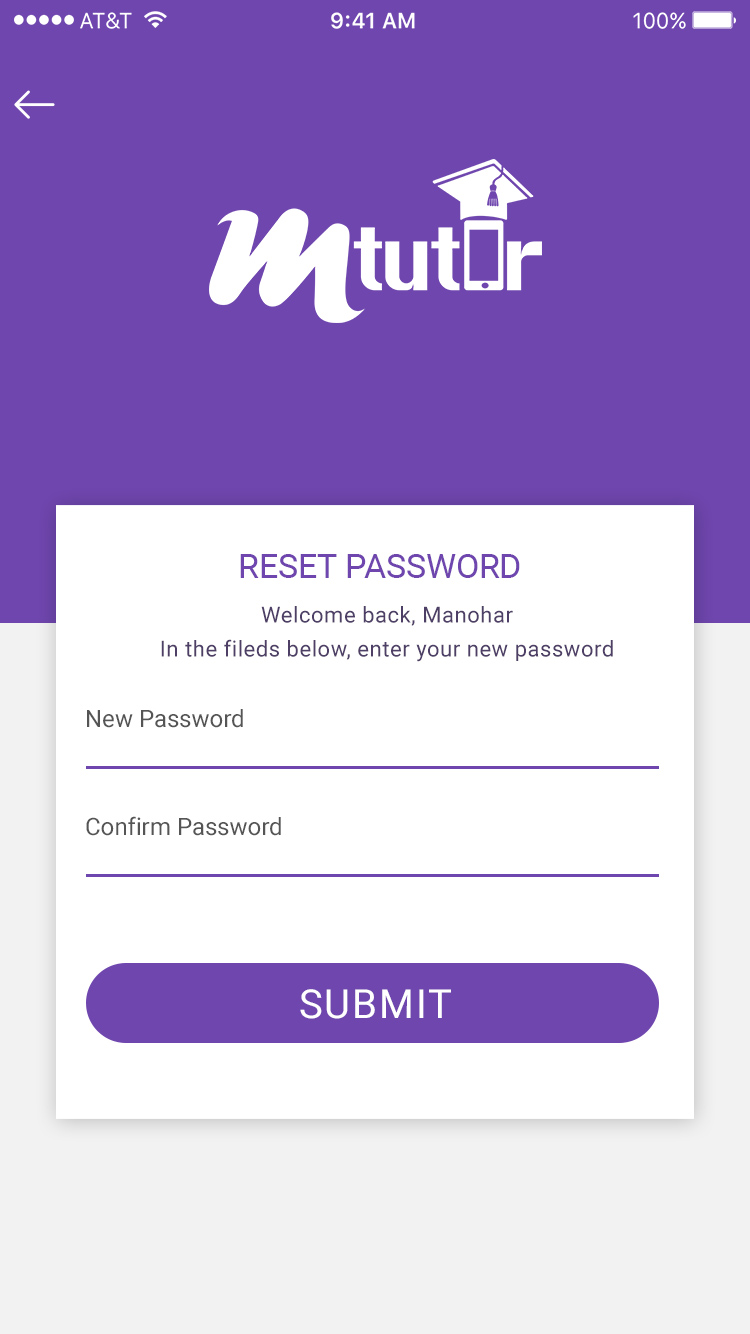 AT&T 9:41 AM 100%
Mtutor
RESET PASSWORD
Welcome back, Manohar
In the fileds below, enter your new password
New Password
Confirm Password
SUBMIT